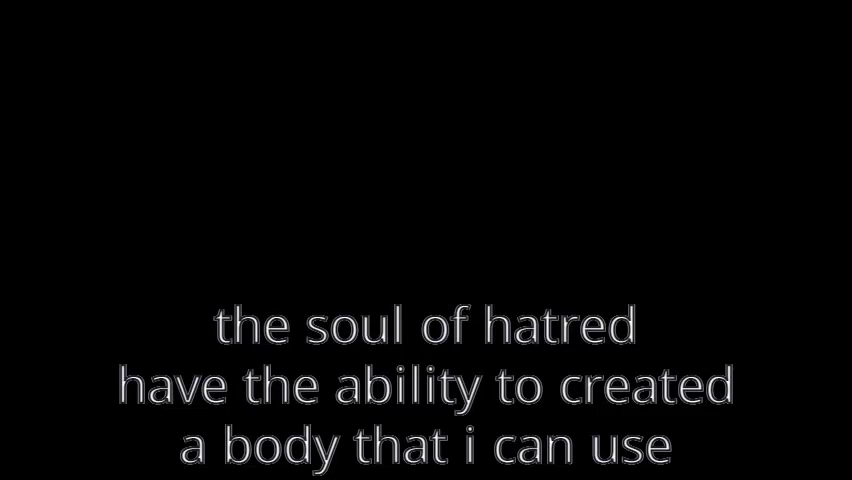 the soul of hatred
have the ability to created
a body that i can use